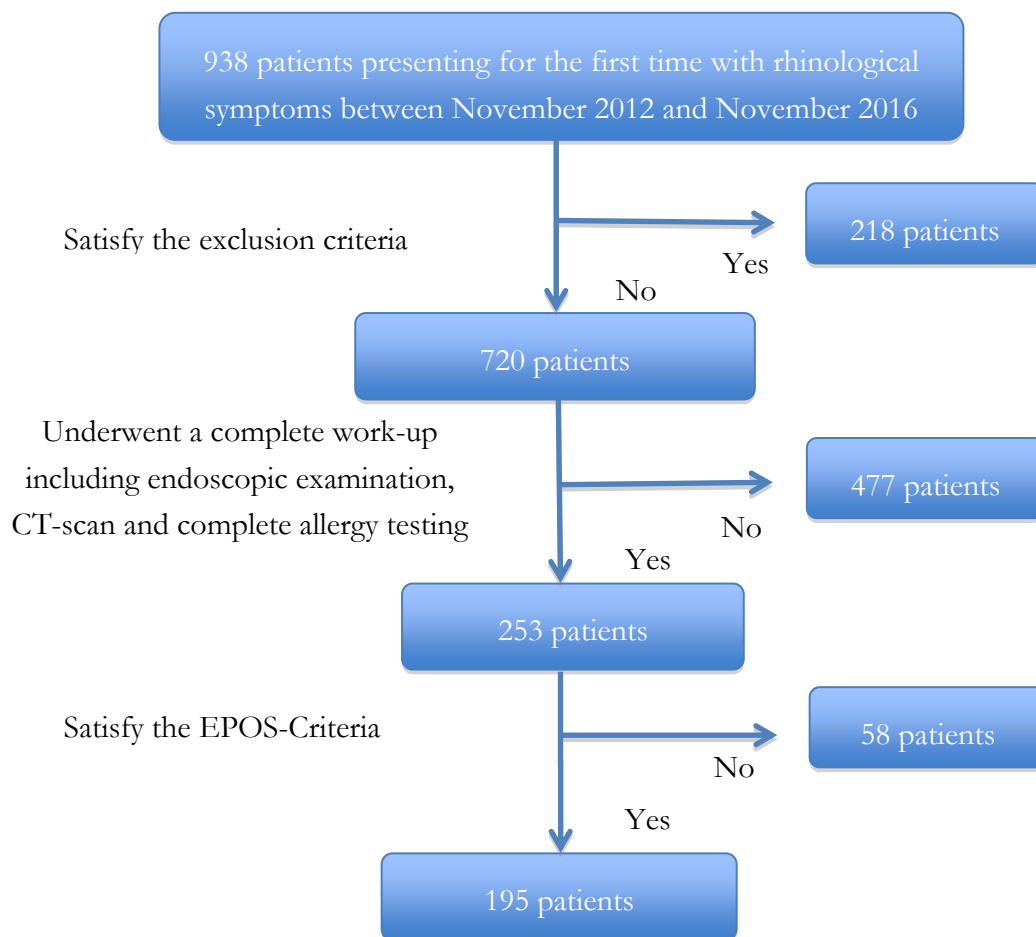 938 patients presenting for the first time with rhinological
symptoms between November 2012 and November 2016
Satisfy the exclusion criteria
218 patients
Yes
No
720 patients
Underwent a complete work-up
including endoscopic examination,
CT-scan and complete allergy testing
477 patients
No
Yes
253 patients
Satisfy the EPOS-Criteria
58 patients
No
Yes
195 patients